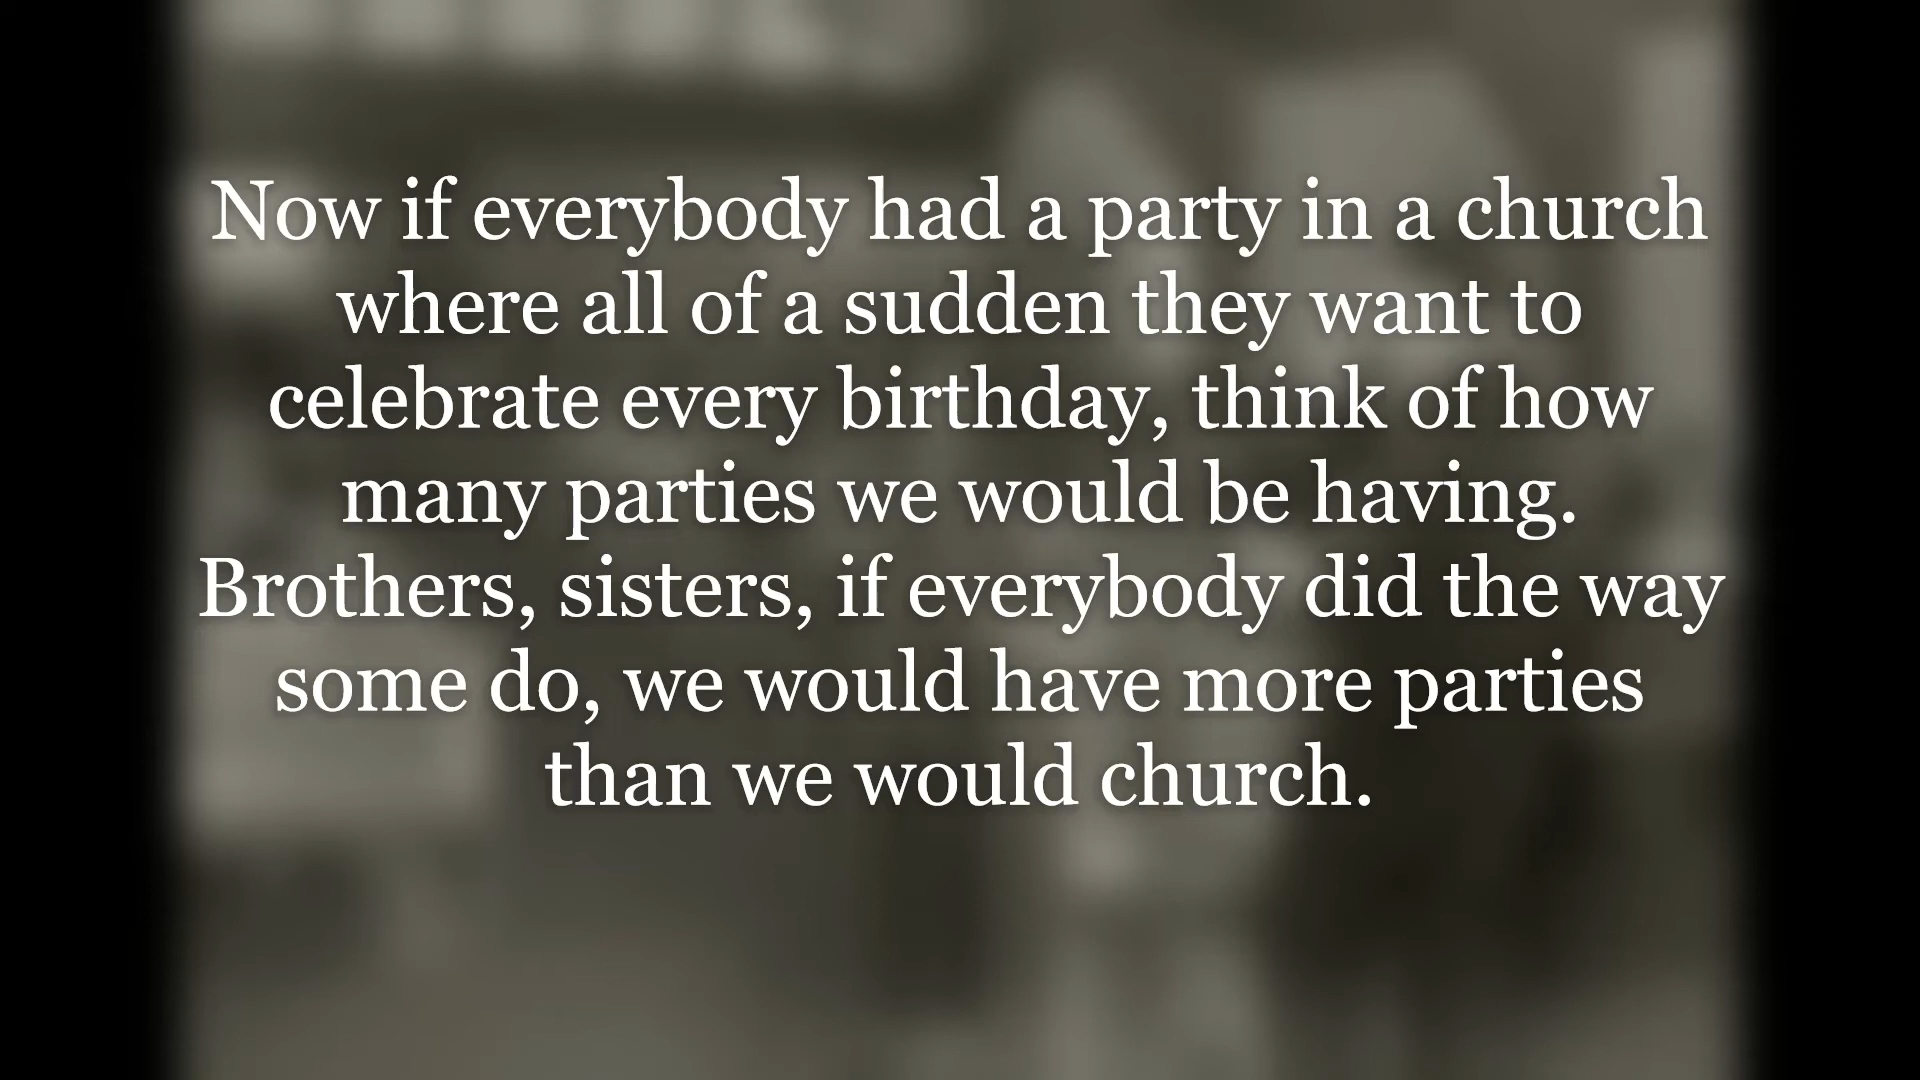 Now if everybody had a party in a church
where all of a sudden they want to
celebrate every birthday, think of how
many parties we would be having.
Brothers, sisters, if everybody did the way
some do, we would have more parties
than we would church.